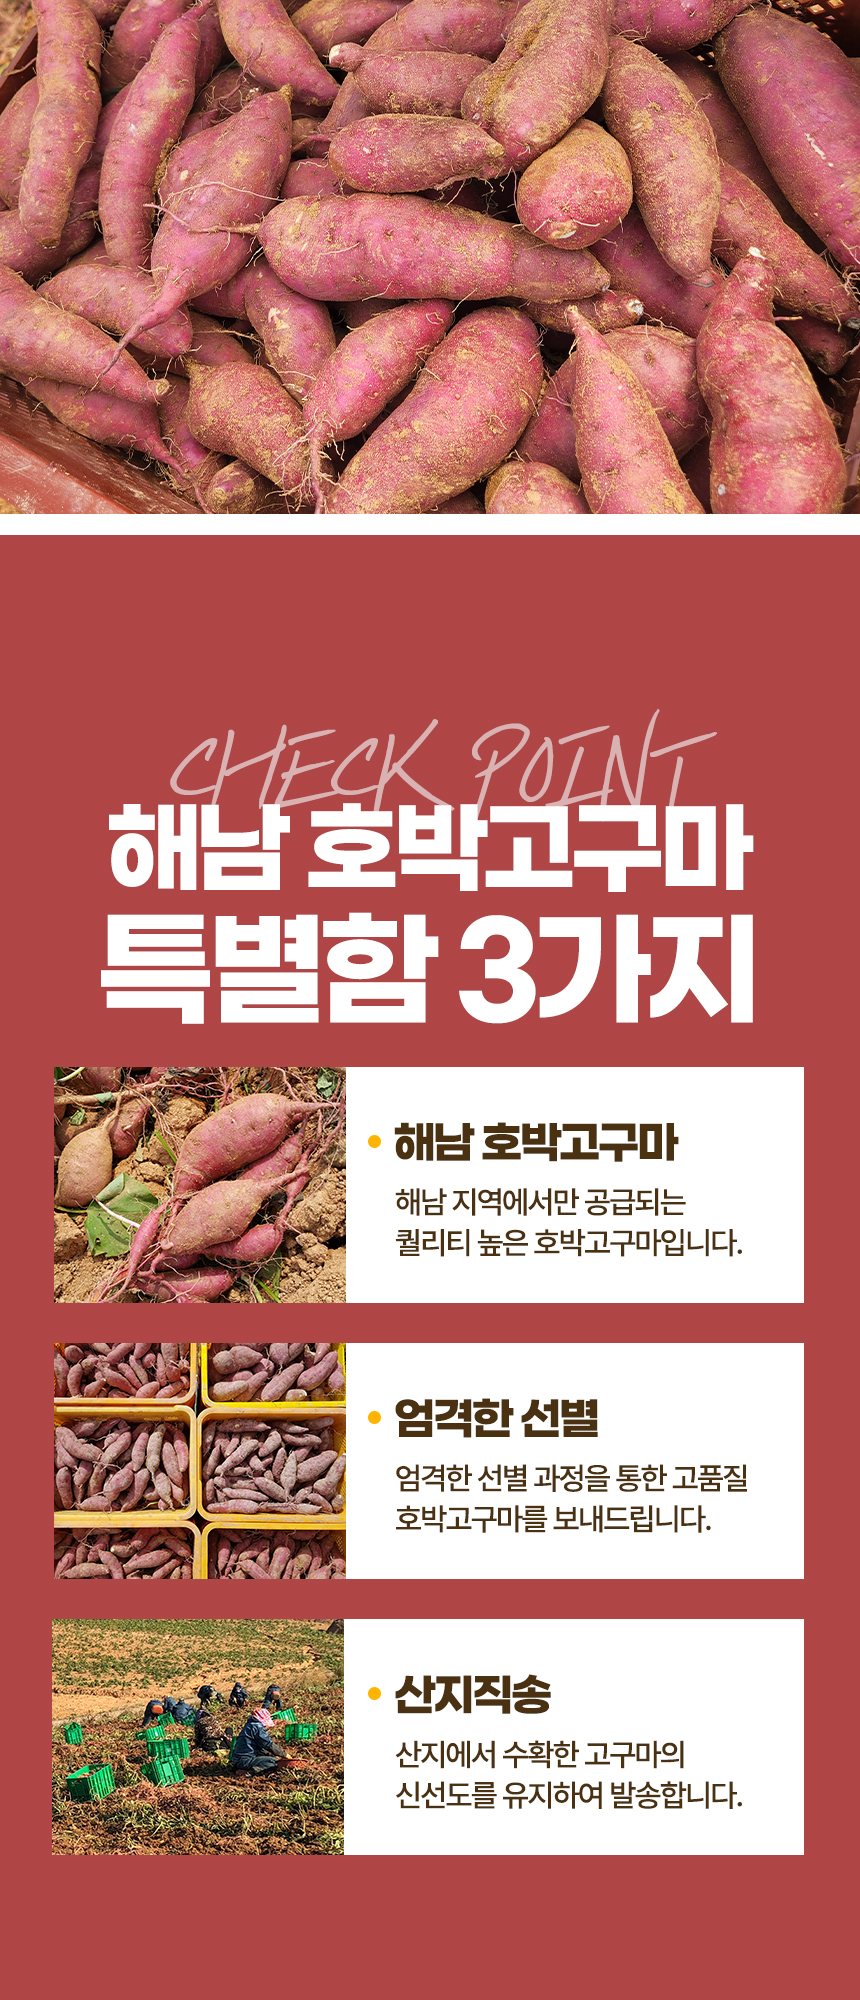 CHECK POINT
해남 호박고구마
특별함 3가지
해남 호박고구마
해남 지역에서만 공급되는
퀄리티 높은 호박고구마입니다.
엄격한 선별
엄격한 선별 과정을 통한 고품질
호박고구마를 보내드립니다.
산지직송
산지에서 수확한 고구마의
신선도를 유지하여 발송합니다.